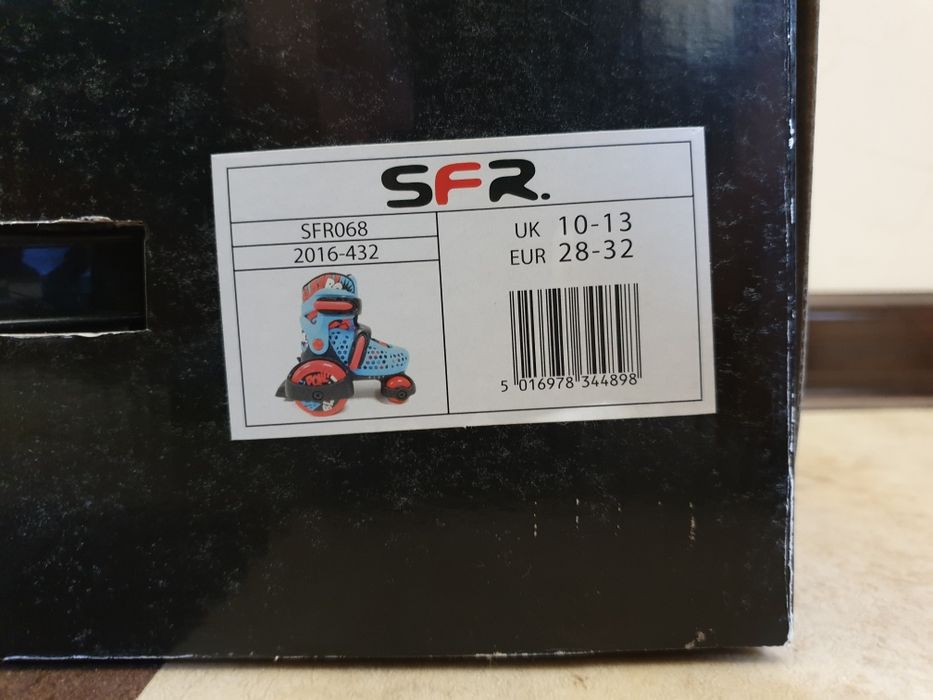 SFR.
SFR068
2016-432
UK 10-13
EUR 28-32
5 016978 344898